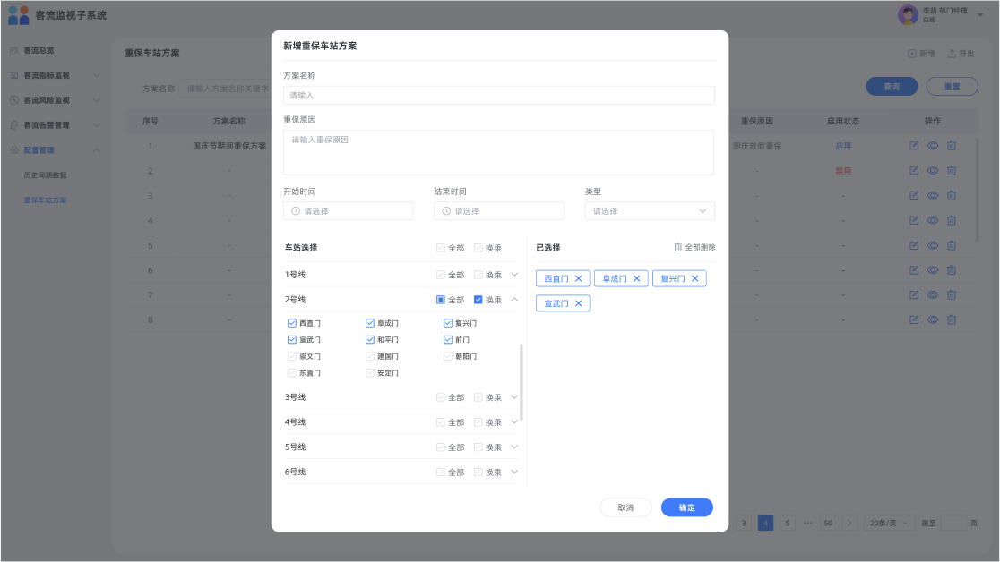 客流监视子系统
李萌 部门经理
白班
客流总览
客流指标监视
客流风险监视
客流告警管理
配置管理
历史同期数据
重保车站方案
重保车站方案
新增 导出
方案名称 请输入方案名称关键字
查询 重置
序号 方案名称 重保原因 启用状态 操作
1 国庆节期间重保方案 国庆放假重保 启用
2 - - 禁用
3 - - -
4 - - -
5 - - -
6 - - -
7 - - -
8 - - -
3 4 5 ••• 50 > 20条/页 跳至 页
新增重保车站方案
方案名称
请输入
重保原因
请输入重保原因
开始时间 结束时间 类型
请选择 请选择 请选择
车站选择 全部 换乘
1号线 全部 换乘
2号线 全部 换乘
西直门 阜成门 复兴门
宣武门 和平门 前门
崇文门 建国门 朝阳门
东直门 安定门
3号线 全部 换乘
4号线 全部 换乘
5号线 全部 换乘
6号线 全部 换乘
已选择 全部删除
西直门 阜成门 复兴门
宣武门
取消 确定